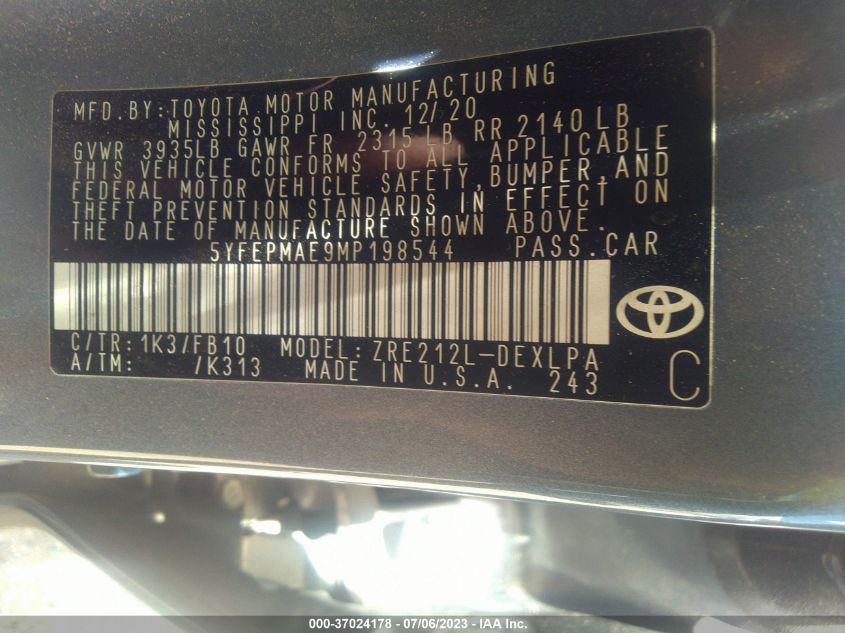 MFD.BY:TOYOTA MOTOR MANUFACTURING
MISSISSIPPI INC. 12/20
GVWR 3935LB GAWR FR 2315 LB RR 2140 LB
THIS VEHICLE CONFORMS TO ALL APPLICABLE
FEDERAL MOTOR VEHICLE SAFETY,BUMPER,AND
THEFT PREVENTION STANDARDS IN EFFECT ON
THE DATE OF MANUFACTURE SHOWN ABOVE.
5YFEPMAE9MP198544 PASS.CAR
C/TR: 1K3/FB10 MODEL: ZRE212L-DEXLPA
A/TM: /K313 MADE IN U.S.A. 243
C
000-37024178 - 07/06/2023 - IAA Inc.